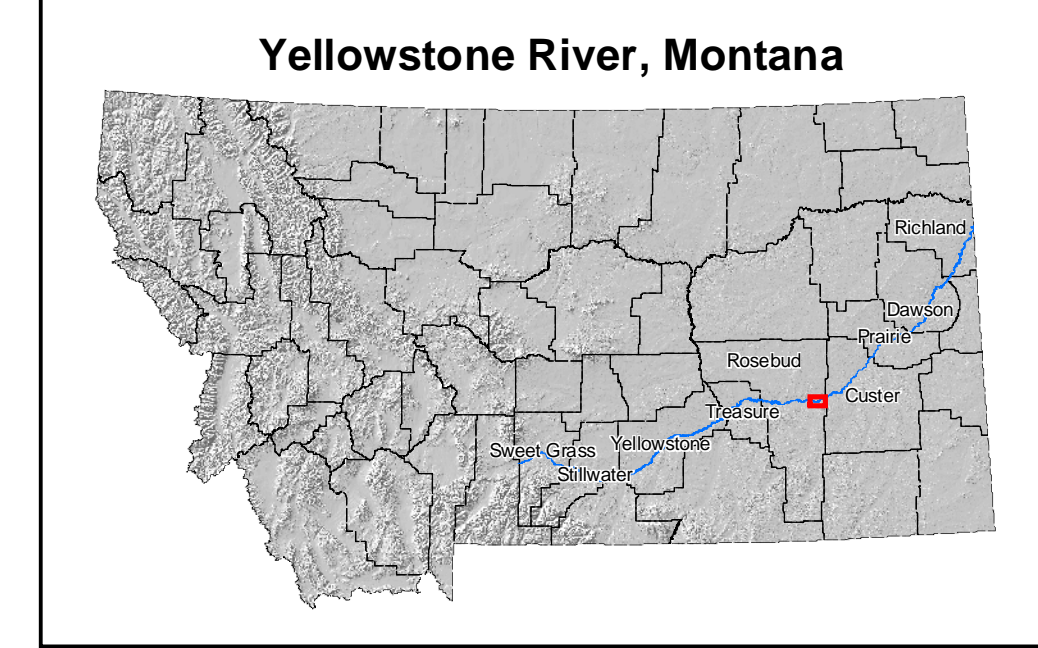 Yellowstone River, Montana
Richland
Dawson
Prairie
Rosebud
Custer
Treasure
Yellowstone
Sweet Grass
Stillwater